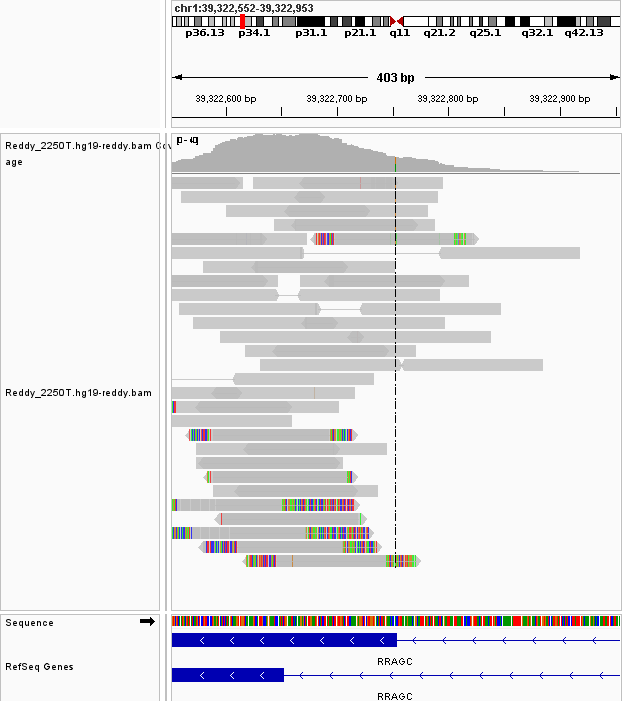 chr1:39,322,552-39,322,953
p36.13 p34.1 p31.1 p21.1 q11 q21.2 q25.1 q32.1 q42.13
403 bp
39,322,600 bp 39,322,700 bp 39,322,800 bp 39,322,900 bp
Reddy_2250T.hg19-reddy.bam Cov
age
Reddy_2250T.hg19-reddy.bam
Sequence
RRAGC
RefSeq Genes
RRAGC